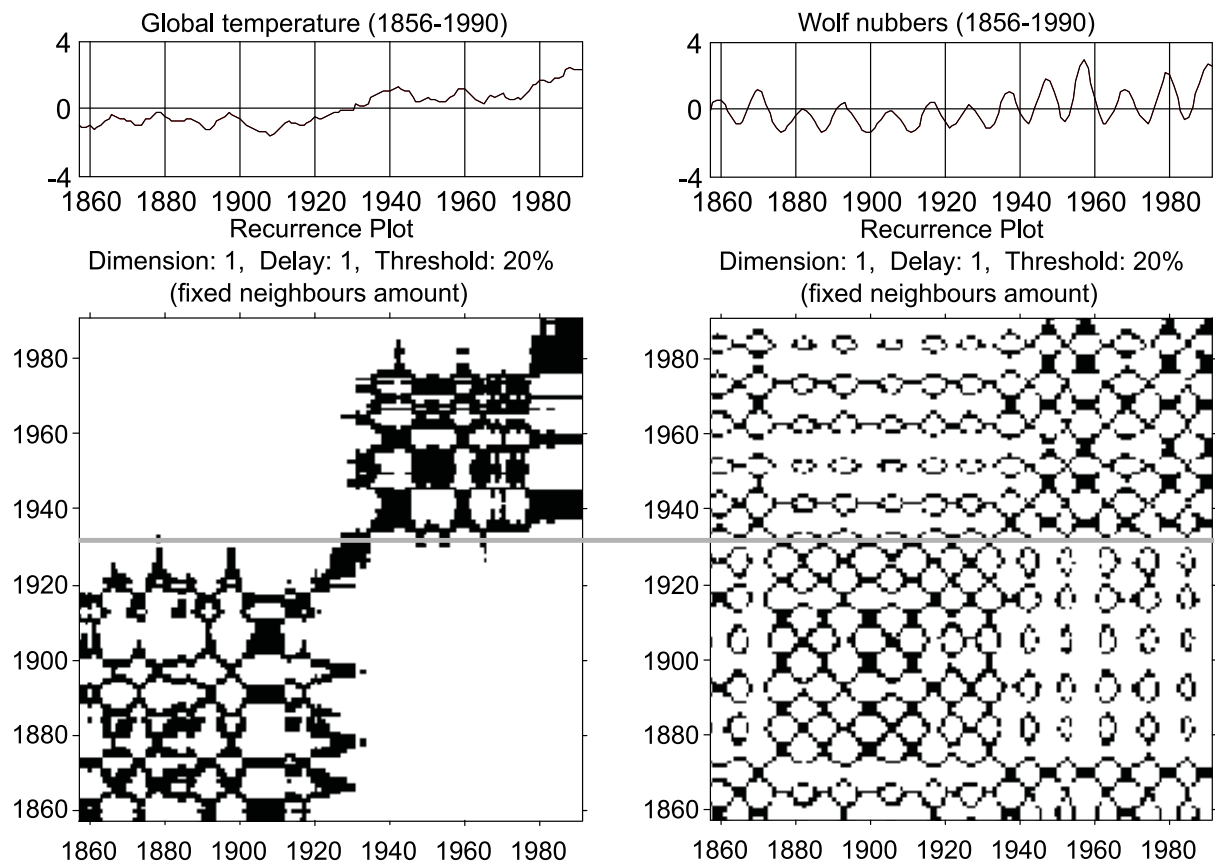 Global temperature (1856-1990)
4
0
-4
1860 1880 1900 1920 1940 1960 1980
Recurrence Plot
Dimension: 1, Delay: 1, Threshold: 20%
(fixed neighbours amount)
1980
1960
1940
1920
1900
1880
1860
1860 1880 1900 1920 1940 1960 1980
Wolf nubbers (1856-1990)
4
0
-4
1860 1880 1900 1920 1940 1960 1980
Recurrence Plot
Dimension: 1, Delay: 1, Threshold: 20%
(fixed neighbours amount)
1980
1960
1940
1920
1900
1880
1860
1860 1880 1900 1920 1940 1960 1980